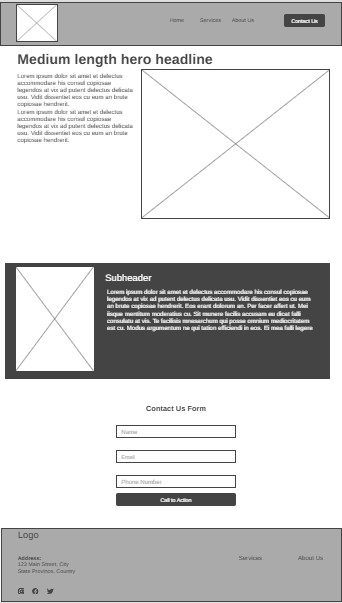 Home Services About Us Contact Us
Medium length hero headline
Lorem ipsum dolor sit amet et delectus
accommodare his consul copiosae
legendos at vix ad putent delectus delicata
usu. Vidit dissentiet eos cu eum an brute
copiosae hendrerit.
Lorem ipsum dolor sit amet et delectus
accommodare his consul copiosae
legendos at vix ad putent delectus delicata
usu. Vidit dissentiet eos cu eum an brute
copiosae hendrerit.
Subheader
Lorem ipsum dolor sit amet et delectus accommodare his consul copiosae
legendos at vix ad putent delectus delicata usu. Vidit dissentiet eos cu eum
an brute copiosae hendrerit. Eos erant dolorum an. Per facer affert ut. Mei
iisque mentitum moderatius cu. Sit munere facilis accusam eu dicat falli
consulatu at vis. Te facilisis mnesarchum qui posse omnium mediocritatem
est cu. Modus argumentum ne qui tation efficiendi in eos. Ei mea falli legere
Contact Us Form
Name
Email
Phone Number
Call to Action
Logo
Address:
123 Main Street, City
State Province, Country
Services About Us